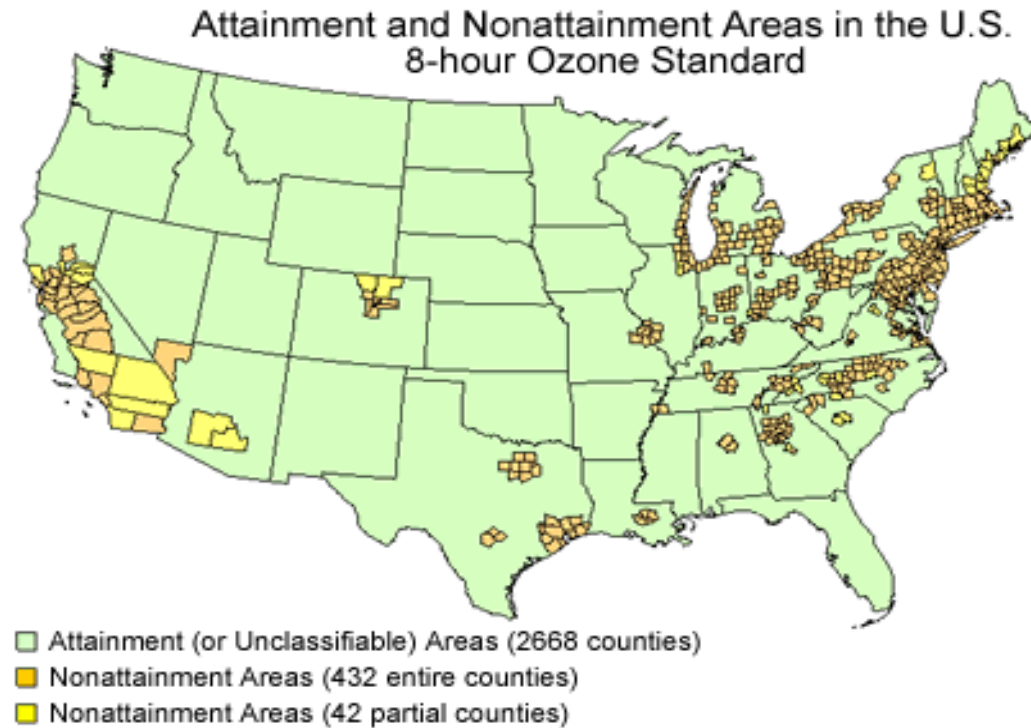 Attainment and Nonattainment Areas in the U.S.
8-hour Ozone Standard
Attainment (or Unclassifiable) Areas (2668 counties)
Nonattainment Areas (432 entire counties)
Nonattainment Areas (42 partial counties)